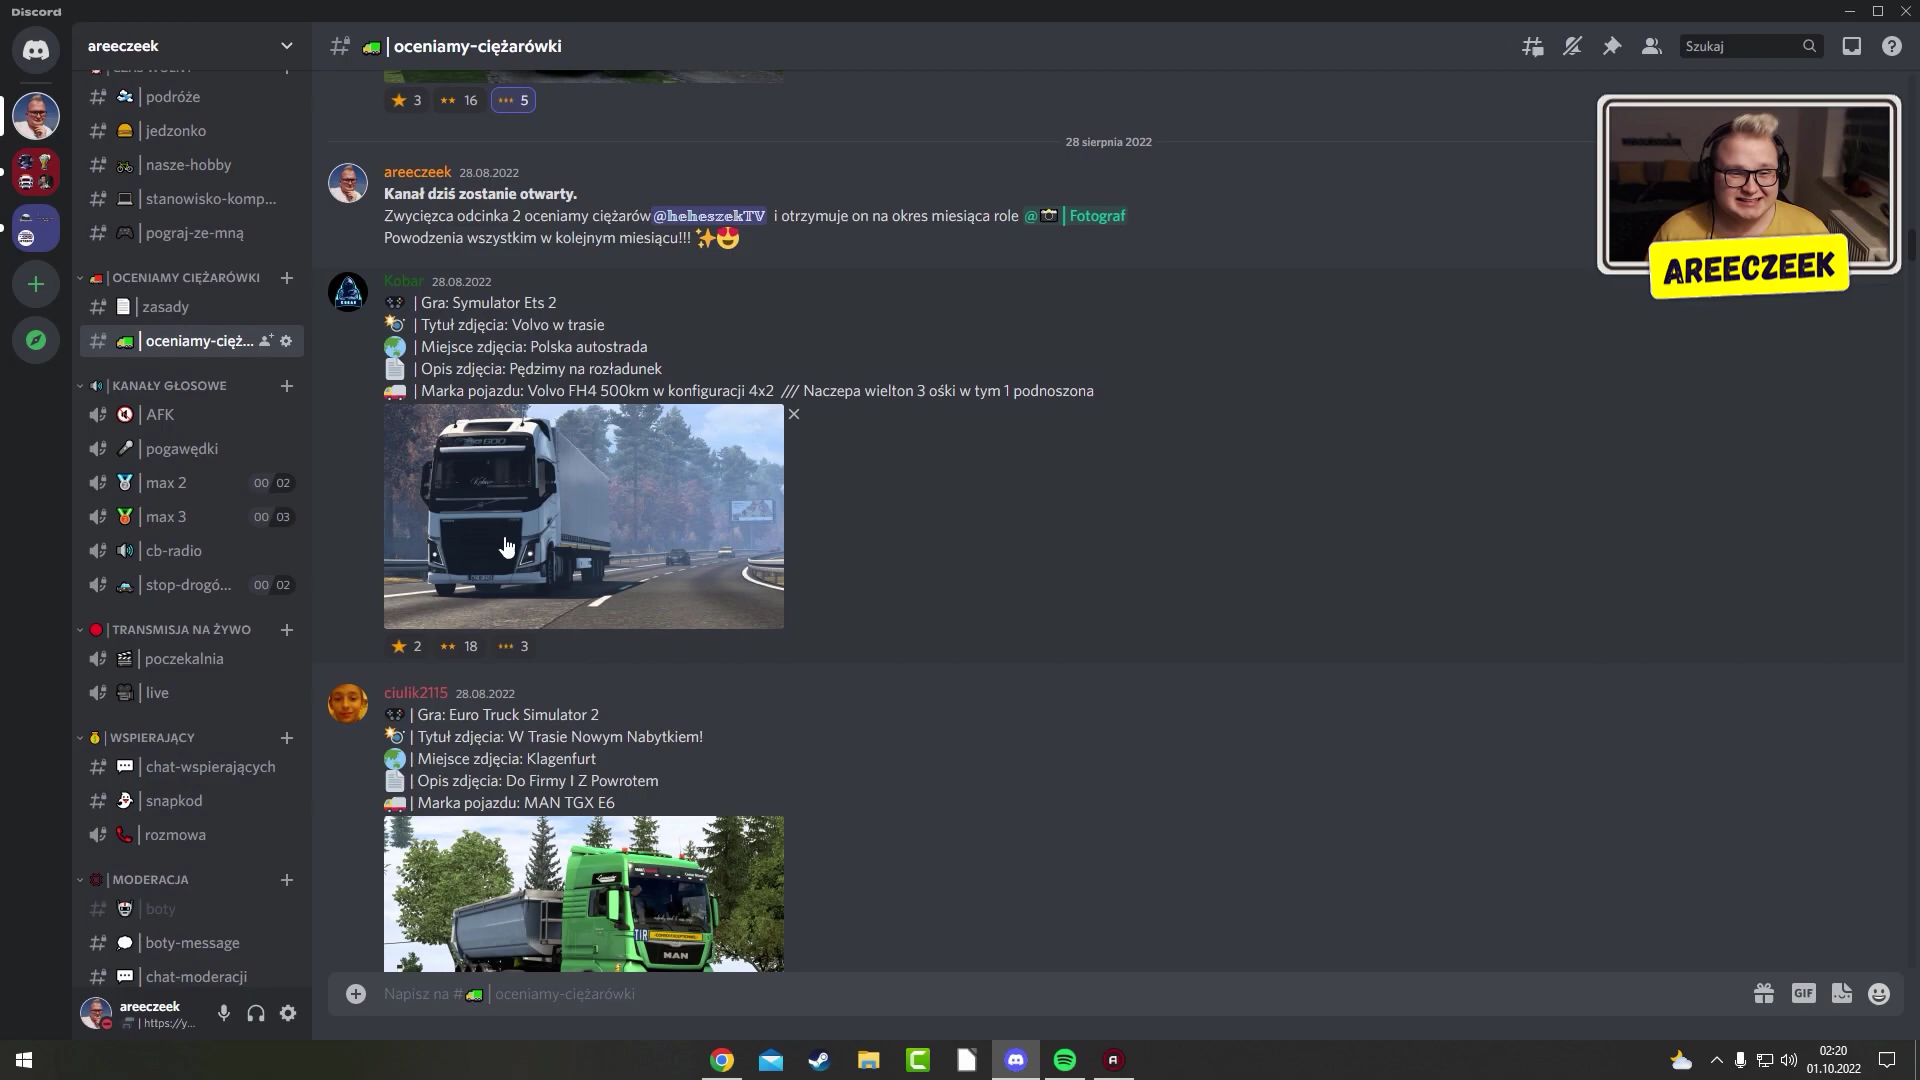 Discord
areeczeek
podróże
jedzonko
nasze-hobby
stanowisko-komp...
pograj-ze-mną
OCENIAMY CIĘŻARÓWKI
zasady
oceniamy-cięż...
KANAŁY GŁOSOWE
AFK
pogawędki
max 2 00 02
max 3 00 03
cb-radio
stop-drogó... 00 02
TRANSMISJA NA ŻYWO
poczekalnia
live
WSPIERAJĄCY
chat-wspierających
snapkod
rozmowa
MODERACJA
boty
boty-message
chat-moderacji
areeczeek
| https://y...
| oceniamy-ciężarówki
Szukaj
3 16 5
28 sierpnia 2022
areeczeek 28.08.2022
Kanał dziś zostanie otwarty.
Zwycięzca odcinka 2 oceniamy ciężarów @heheszekTV i otrzymuje on na okres miesiąca role @ | Fotograf
Powodzenia wszystkim w kolejnym miesiącu!!!
Kobar 28.08.2022
| Gra: Symulator Ets 2
| Tytuł zdjęcia: Volvo w trasie
| Miejsce zdjęcia: Polska autostrada
| Opis zdjęcia: Pędzimy na rozładunek
| Marka pojazdu: Volvo FH4 500km w konfiguracji 4x2 /// Naczepa wielton 3 ośki w tym 1 podnoszona
2 18 3
ciulik2115 28.08.2022
| Gra: Euro Truck Simulator 2
| Tytuł zdjęcia: W Trasie Nowym Nabytkiem!
| Miejsce zdjęcia: Klagenfurt
| Opis zdjęcia: Do Firmy I Z Powrotem
| Marka pojazdu: MAN TGX E6
TIR
MAN
Napisz na # | oceniamy-ciężarówki
GIF
AREECZEEK
02:20
01.10.2022